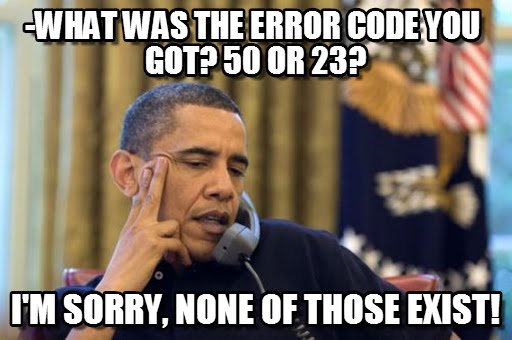 -WHAT WAS THE ERROR CODE YOU
GOT? 50 OR 23?
I'M SORRY, NONE OF THOSE EXIST!